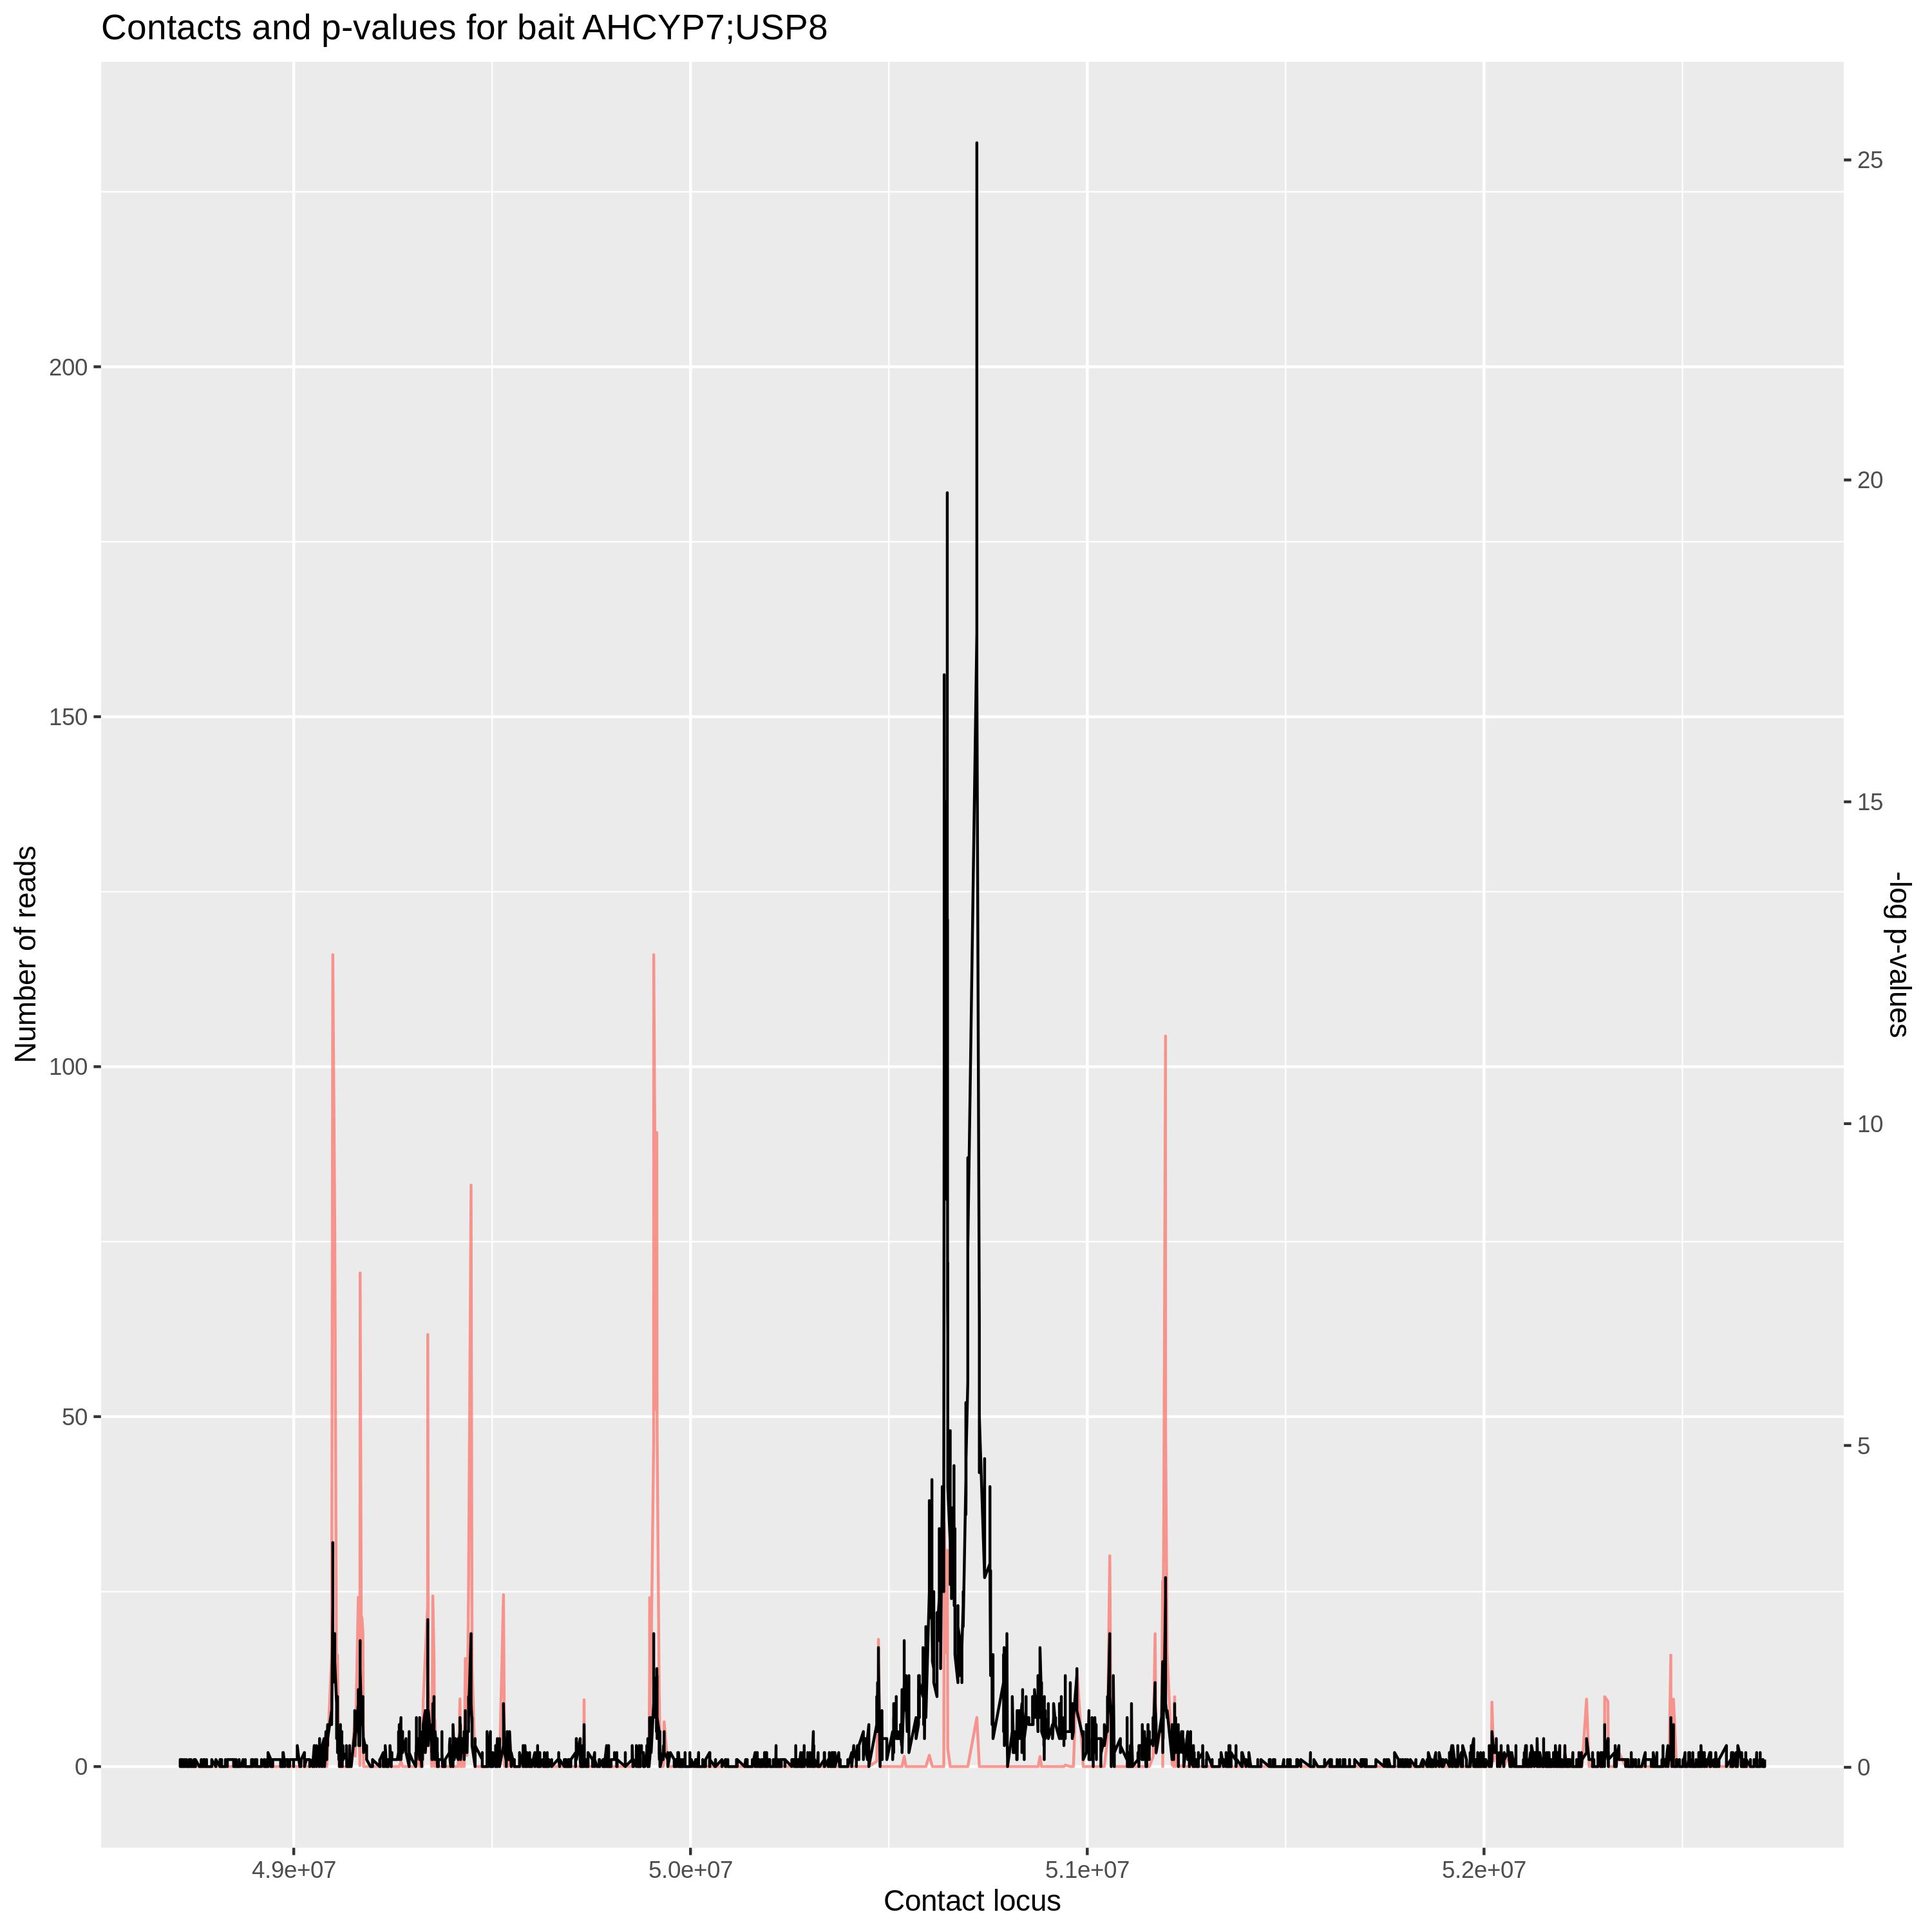 Contacts and p-values for bait AHCYP7;USP8
Number of reads
200
150
100
50
0
25
20
15
10
5
0
-log p-values
4.9e+07 5.0e+07 5.1e+07 5.2e+07
Contact locus